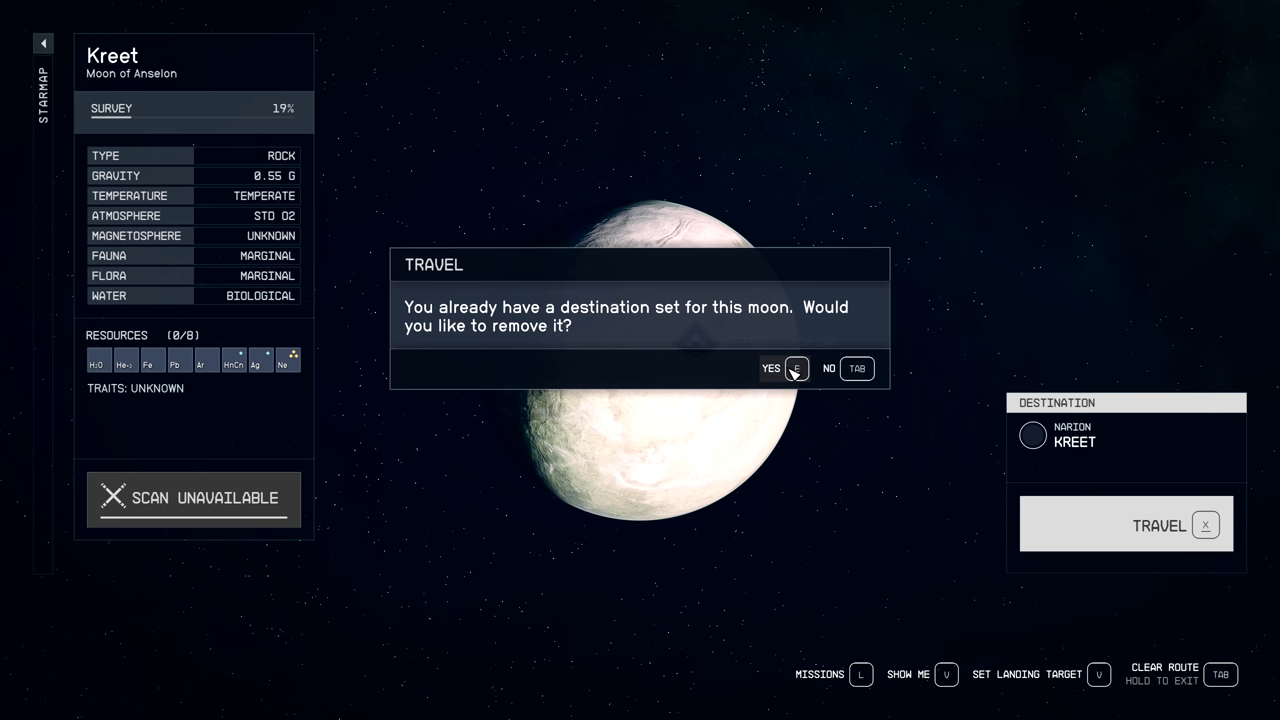 STARMAP
Kreet
Moon of Anselon
SURVEY 19%
TYPE ROCK
GRAVITY 0.55 G
TEMPERATURE TEMPERATE
ATMOSPHERE STD O2
MAGNETOSPHERE UNKNOWN
FAUNA MARGINAL
FLORA MARGINAL
WATER BIOLOGICAL
RESOURCES (0/8)
H2O He-3 Fe Pb Ar HnCn Ag Ne
TRAITS: UNKNOWN
SCAN UNAVAILABLE
TRAVEL
You already have a destination set for this moon. Would
you like to remove it?
YES E NO TAB
DESTINATION
NARION
KREET
TRAVEL X
MISSIONS L SHOW ME V SET LANDING TARGET V CLEAR ROUTE TAB
HOLD TO EXIT